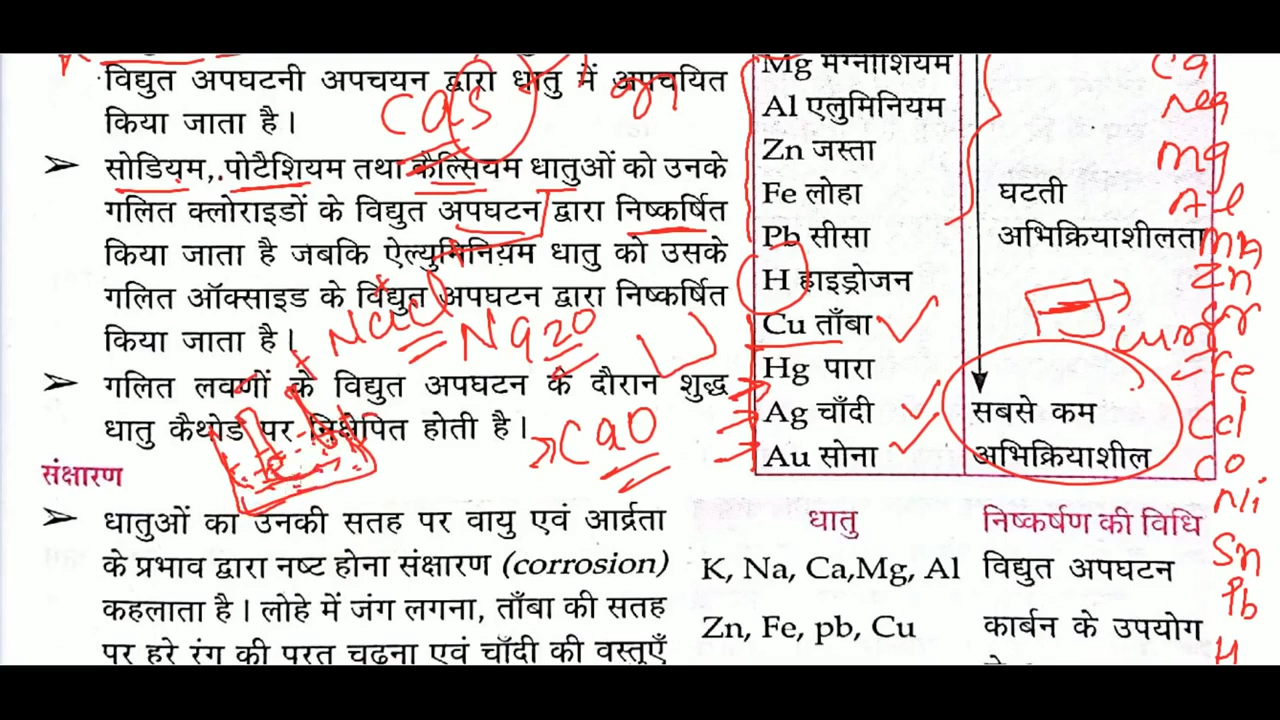 विद्युत अपघटनी अपचयन द्वारा धातु में अपचयित
किया जाता है।
➢ सोडियम, पोटैशियम तथा कैल्सियम धातुओं को उनके
गलित क्लोराइडों के विद्युत अपघटन द्वारा निष्कर्षित
किया जाता है जबकि ऐल्युमिनियम धातु को उसके
गलित ऑक्साइड के विद्युत अपघटन द्वारा निष्कर्षित
किया जाता है।
➢ गलित लवणों के विद्युत अपघटन के दौरान शुद्ध
धातु कैथोड पर निक्षेपित होती है।
संक्षारण
➢ धातुओं का उनकी सतह पर वायु एवं आर्द्रता
के प्रभाव द्वारा नष्ट होना संक्षारण (corrosion)
कहलाता है। लोहे में जंग लगना, ताँबा की सतह
पर हरे रंग की परत चढ़ना एवं चाँदी की वस्तुएँ
CaS
NaCl
Na2O
CaO
Mg मैग्नीशियम
Al एलुमिनियम
Zn जस्ता
Fe लोहा
Pb सीसा
H हाइड्रोजन
Cu ताँबा
Hg पारा
Ag चाँदी
Au सोना
घटती
अभिक्रियाशीलता
सबसे कम
अभिक्रियाशील
धातु निष्कर्षण की विधि
K, Na, Ca,Mg, Al विद्युत अपघटन
Zn, Fe, pb, Cu कार्बन के उपयोग
Ca
Mg
Al
Mn
Zn
Cr
Fe
Cd
Co
Ni
Sn
Pb
H